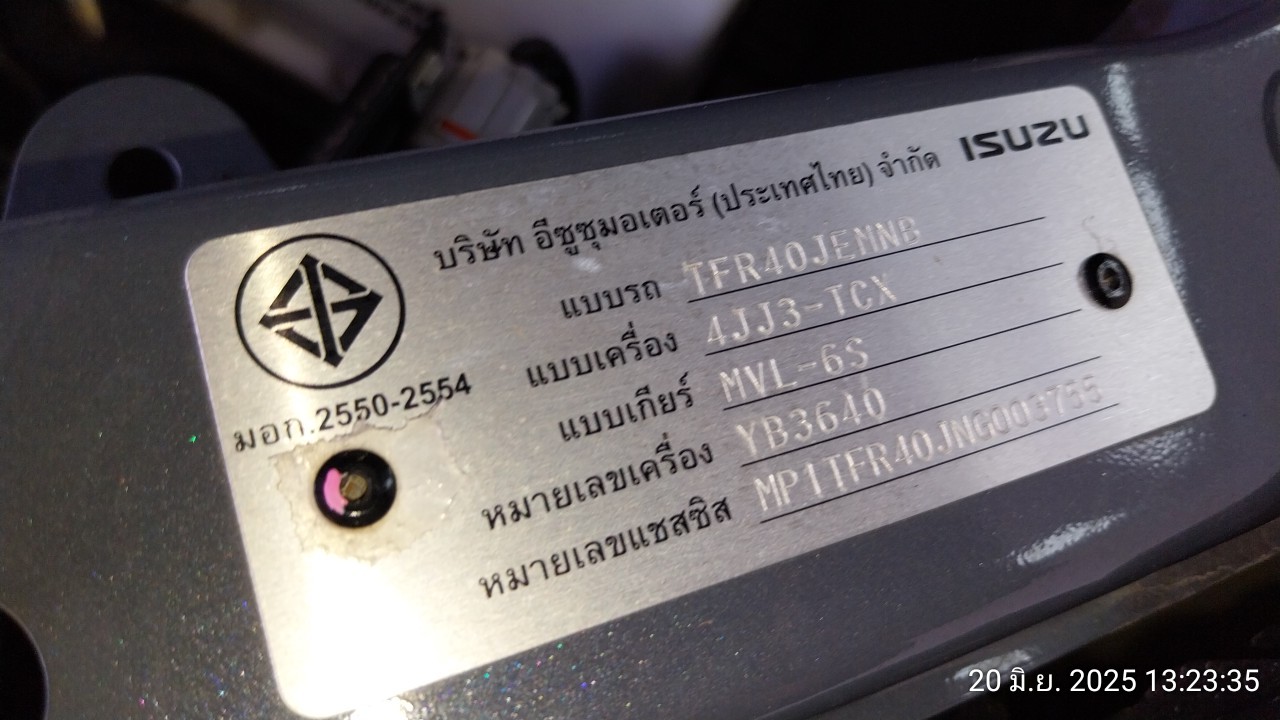 ISUZU
บริษัท อีซูซุมอเตอร์ (ประเทศไทย) จำกัด
แบบรถ TFR40JEMNB
แบบเครื่อง 4JJ3-TCX
แบบเกียร์ MVL-6S
หมายเลขเครื่อง YB3640
หมายเลขแชสซิส MP1TFR40JNG003755
มอก.2550-2554
20 มิ.ย. 2025 13:23:35